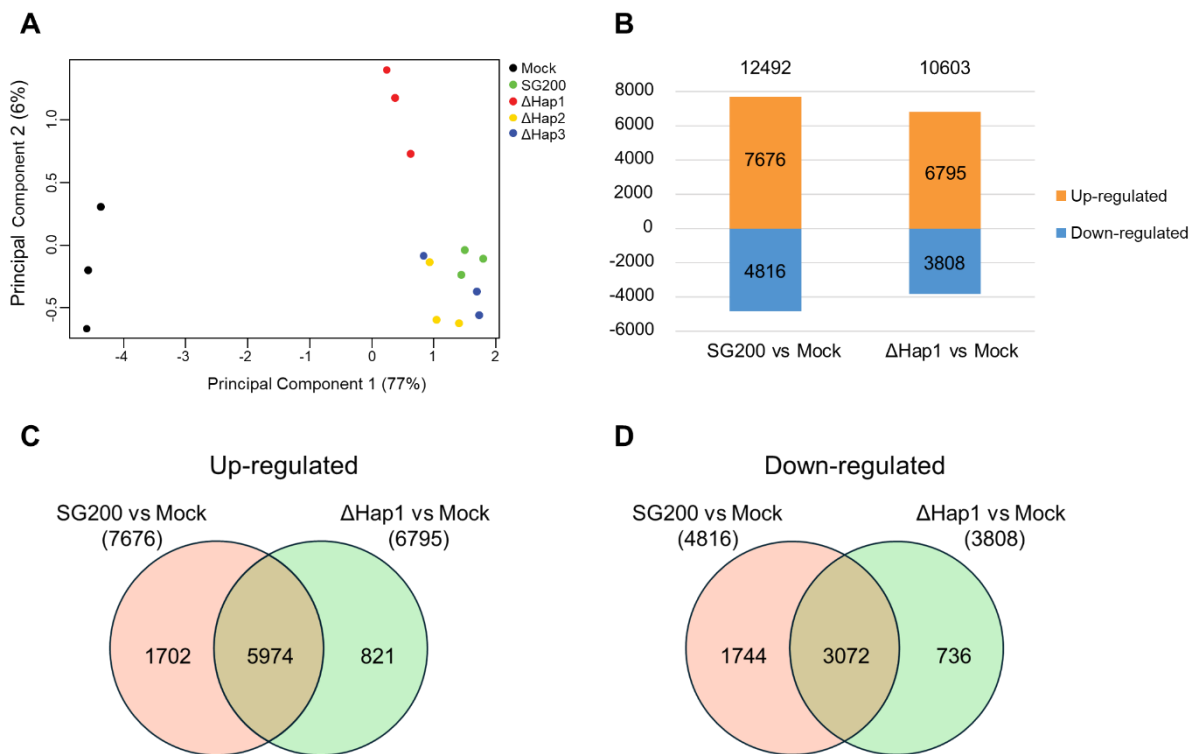 A
Mock
SG200
ΔHap1
ΔHap2
ΔHap3
Principal Component 2 (6%)
1.0
0.5
0.0
-0.5
-4
-3
-2
-1
0
1
2
Principal Component 1 (77%)
B
12492
10603
8000
6000
4000
2000
0
-2000
-4000
-6000
7676
6795
4816
3808
Up-regulated
Down-regulated
SG200 vs Mock
ΔHap1 vs Mock
C
Up-regulated
SG200 vs Mock
(7676)
ΔHap1 vs Mock
(6795)
1702
5974
821
D
Down-regulated
SG200 vs Mock
(4816)
ΔHap1 vs Mock
(3808)
1744
3072
736